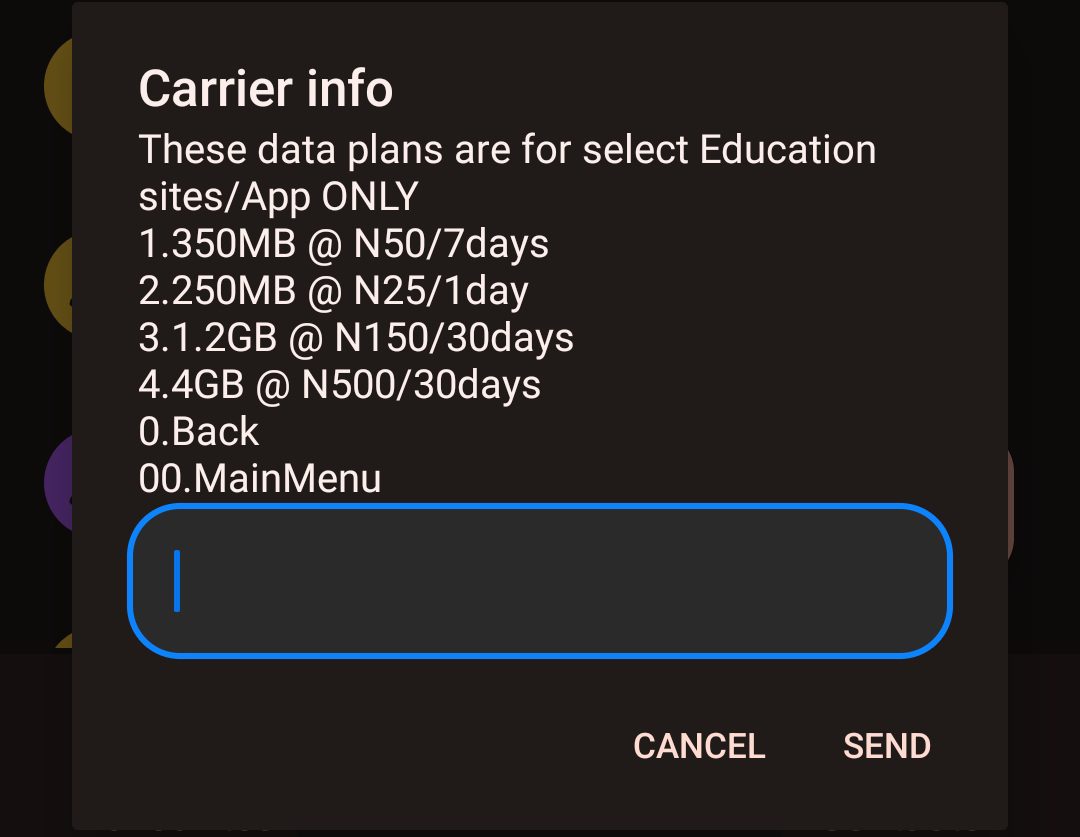 Carrier info
These data plans are for select Education
sites/App ONLY
1.350MB @ N50/7days
2.250MB @ N25/1day
3.1.2GB @ N150/30days
4.4GB @ N500/30days
0.Back
00.MainMenu
CANCEL SEND